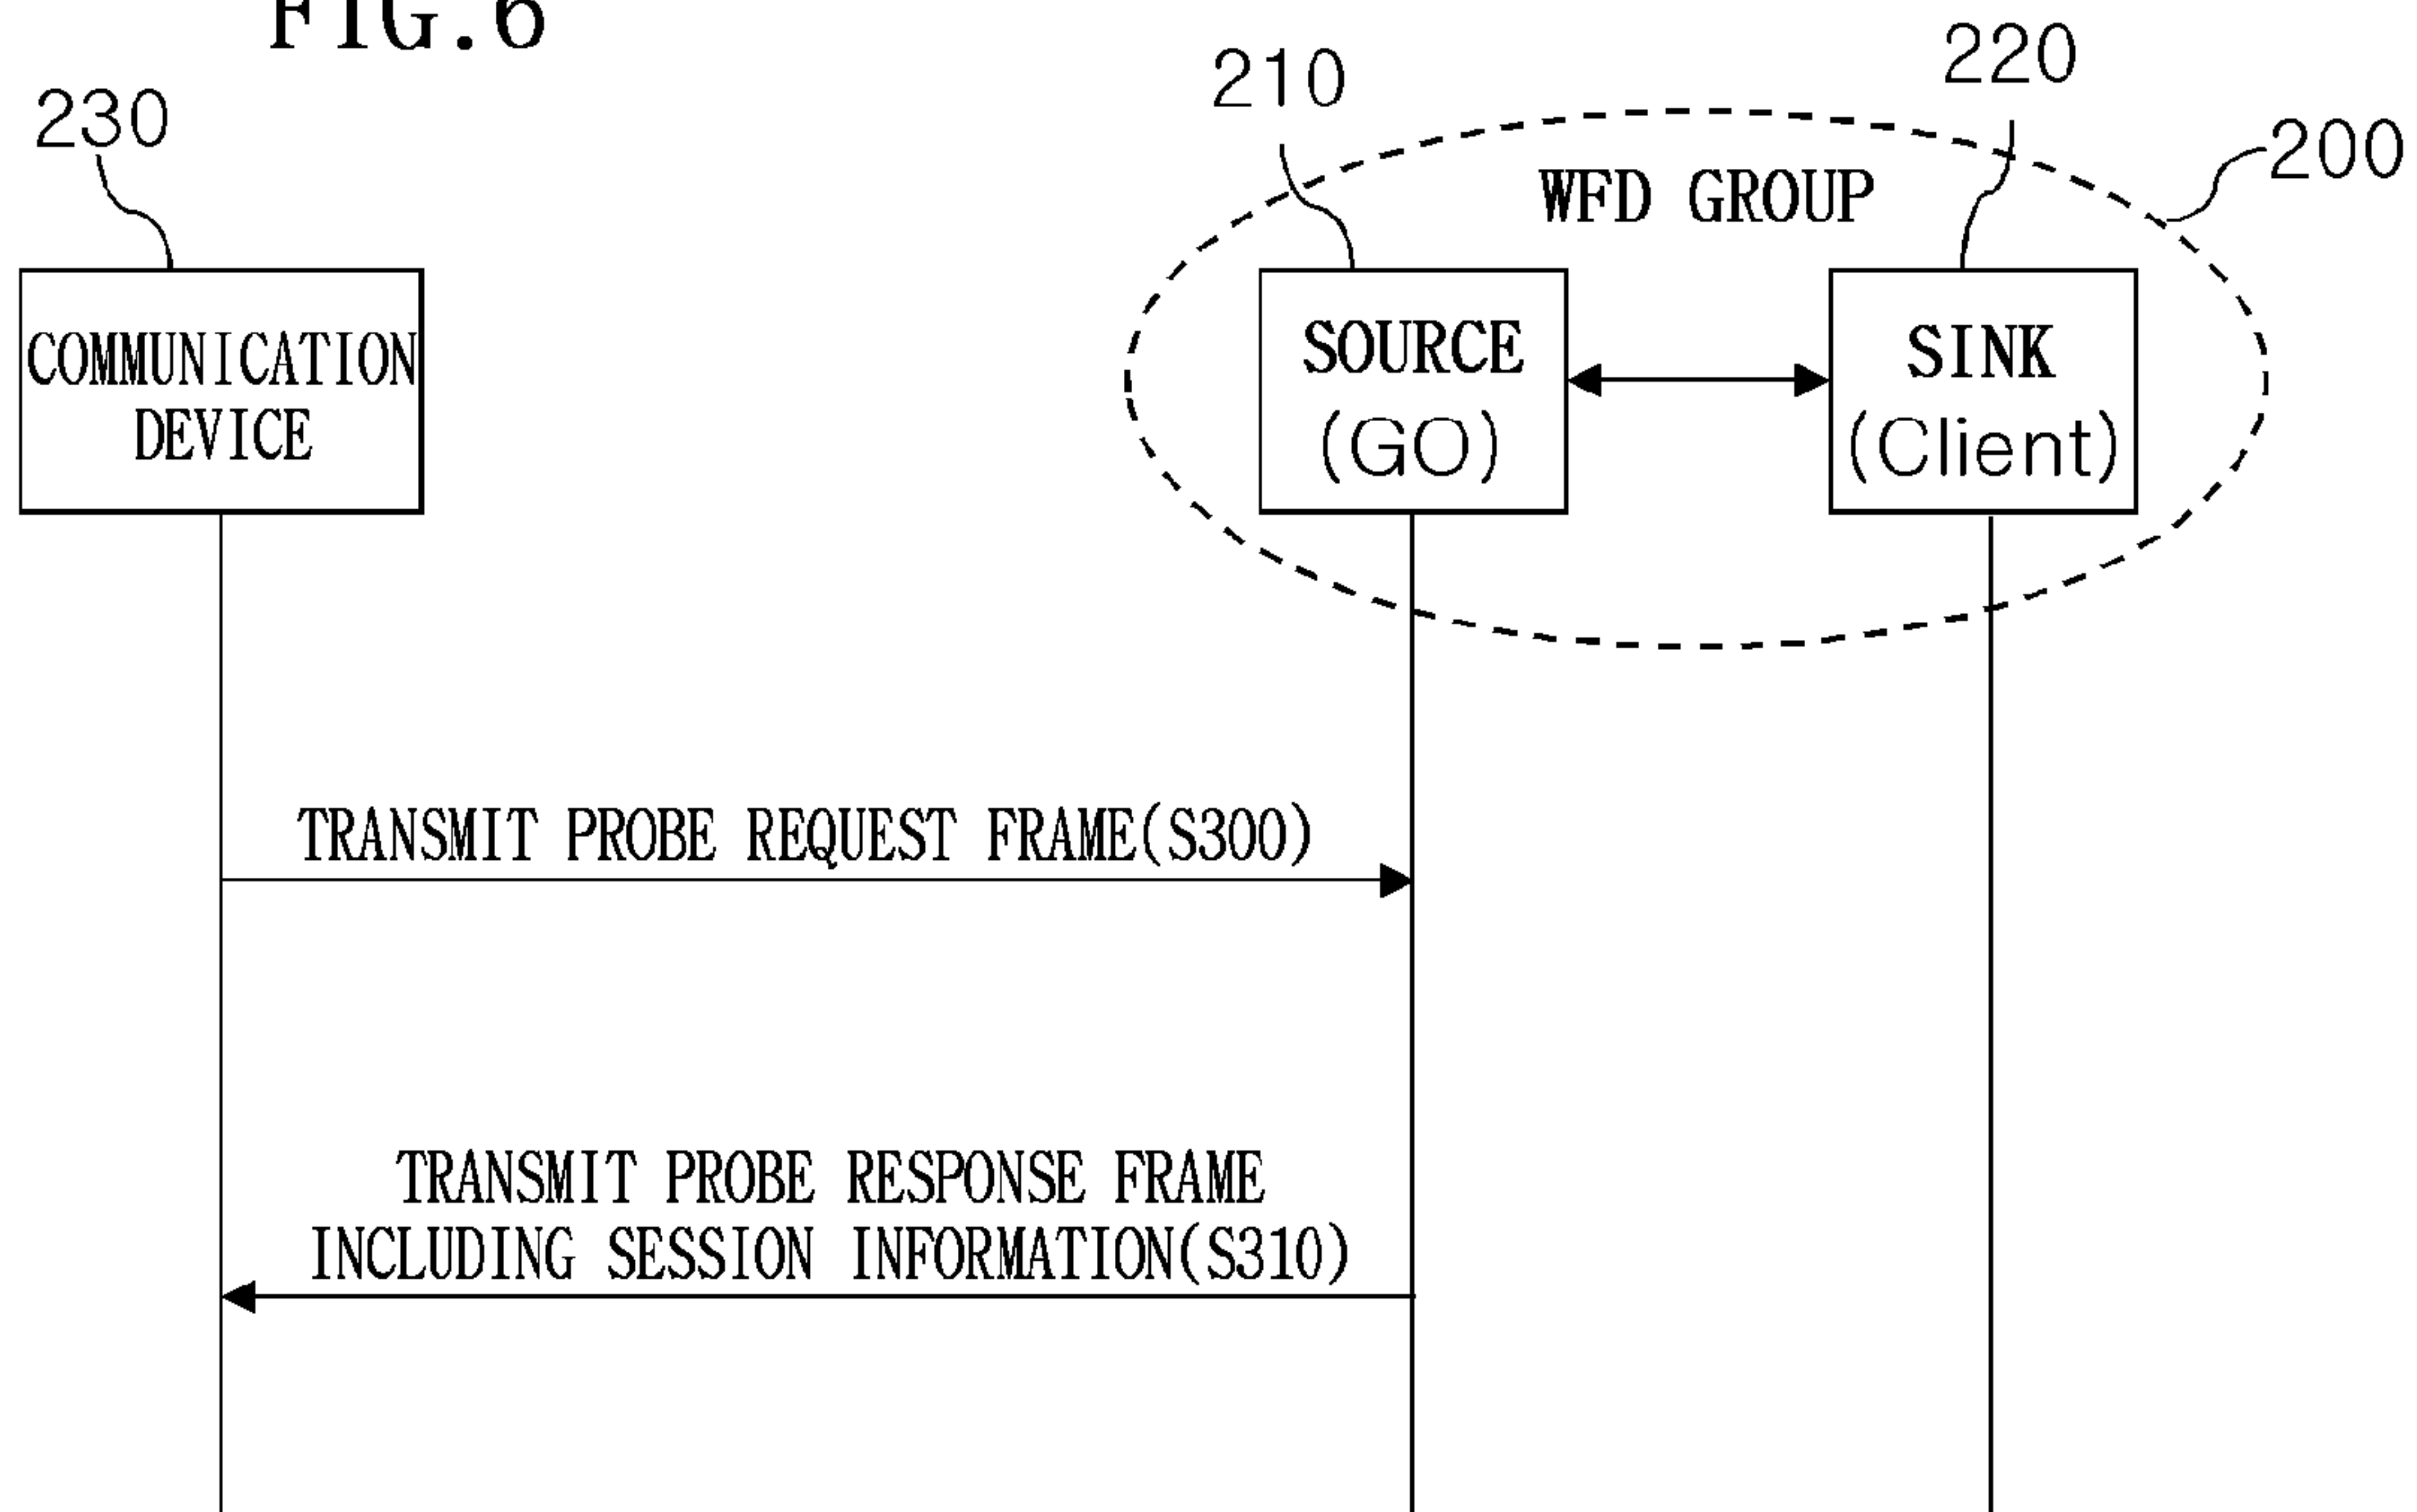 FIG.6
230
210
220
200
WFD GROUP
COMMUNICATION
DEVICE
SOURCE
(GO)
SINK
(Client)
TRANSMIT PROBE REQUEST FRAME(S300)
TRANSMIT PROBE RESPONSE FRAME
INCLUDING SESSION INFORMATION(S310)